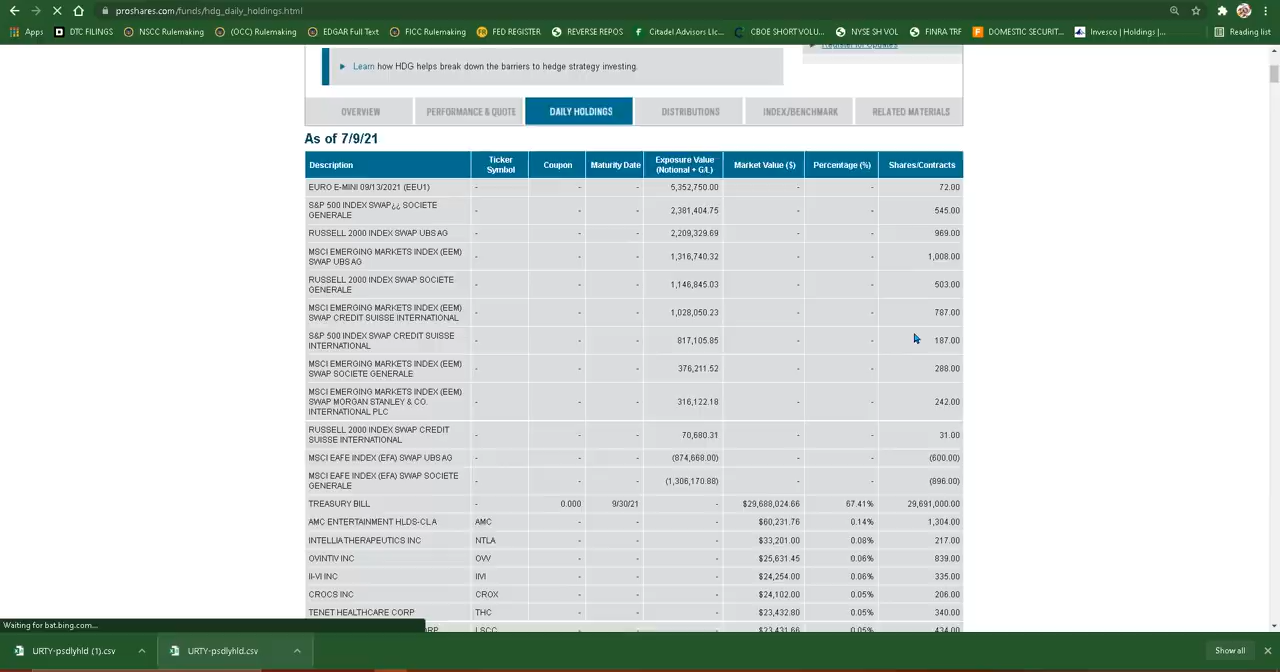 proshares.com/funds/hdg_daily_holdings.html
Apps DTC FILINGS NSCC Rulemaking (OCC) Rulemaking EDGAR Full Text FICC Rulemaking FED REGISTER REVERSE REPOS Citadel Advisors Llc... CBOE SHORT VOLU... NYSE SH VOL FINRA TRF DOMESTIC SECURIT... Invesco | Holdings |... Reading list
Register for Updates
Learn how HDG helps break down the barriers to hedge strategy investing.
OVERVIEW PERFORMANCE & QUOTE DAILY HOLDINGS DISTRIBUTIONS INDEX/BENCHMARK RELATED MATERIALS
As of 7/9/21
Description Ticker Symbol Coupon Maturity Date Exposure Value (Notional + G/L) Market Value ($) Percentage (%) Shares/Contracts
EURO E-MINI 09/13/2021 (EEU1) - - - 5,352,750.00 - - 72.00
S&P 500 INDEX SWAP¿¿ SOCIETE
GENERALE - - - 2,381,404.75 - - 545.00
RUSSELL 2000 INDEX SWAP UBS AG - - - 2,209,329.69 - - 969.00
MSCI EMERGING MARKETS INDEX (EEM)
SWAP UBS AG - - - 1,316,740.32 - - 1,008.00
RUSSELL 2000 INDEX SWAP SOCIETE
GENERALE - - - 1,146,845.03 - - 503.00
MSCI EMERGING MARKETS INDEX (EEM)
SWAP CREDIT SUISSE INTERNATIONAL - - - 1,028,050.23 - - 787.00
S&P 500 INDEX SWAP CREDIT SUISSE
INTERNATIONAL - - - 817,105.85 - - 187.00
MSCI EMERGING MARKETS INDEX (EEM)
SWAP SOCIETE GENERALE - - - 376,211.52 - - 288.00
MSCI EMERGING MARKETS INDEX (EEM)
SWAP MORGAN STANLEY & CO.
INTERNATIONAL PLC - - - 316,122.18 - - 242.00
RUSSELL 2000 INDEX SWAP CREDIT
SUISSE INTERNATIONAL - - - 70,680.31 - - 31.00
MSCI EAFE INDEX (EFA) SWAP UBS AG - - - (874,668.00) - - (600.00)
MSCI EAFE INDEX (EFA) SWAP SOCIETE
GENERALE - - - (1,306,170.88) - - (896.00)
TREASURY BILL - 0.000 9/30/21 - $29,688,024.66 67.41% 29,691,000.00
AMC ENTERTAINMENT HLDS-CL A AMC - - - $60,231.76 0.14% 1,304.00
INTELLIA THERAPEUTICS INC NTLA - - - $33,201.00 0.08% 217.00
OVINTIV INC OVV - - - $25,631.45 0.06% 839.00
II-VI INC IIVI - - - $24,254.00 0.06% 335.00
CROCS INC CROX - - - $24,102.00 0.05% 206.00
TENET HEALTHCARE CORP THC - - - $23,432.80 0.05% 340.00
LSCC - - - $23,431.66 0.05% 434.00
Waiting for bat.bing.com...
URTY-psdlyhld (1).csv URTY-psdlyhld.csv Show all